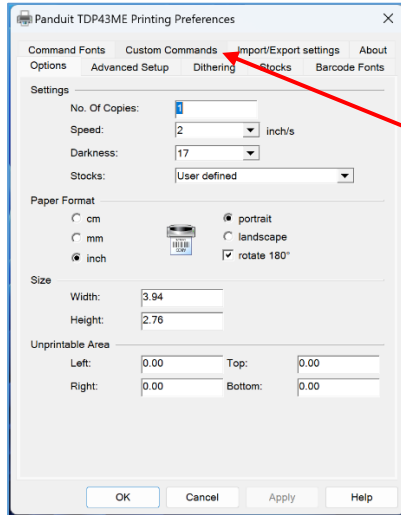 Panduit TDP43ME Printing Preferences
Command Fonts Custom Commands Import/Export settings About
Options Advanced Setup Dithering Stocks Barcode Fonts
Settings
No. Of Copies: 1
Speed: 2 inch/s
Darkness: 17
Stocks: User defined
Paper Format
cm portrait
mm landscape
inch rotate 180°
Size
Width: 3.94
Height: 2.76
Unprintable Area
Left: 0.00 Top: 0.00
Right: 0.00 Bottom: 0.00
OK Cancel Apply Help